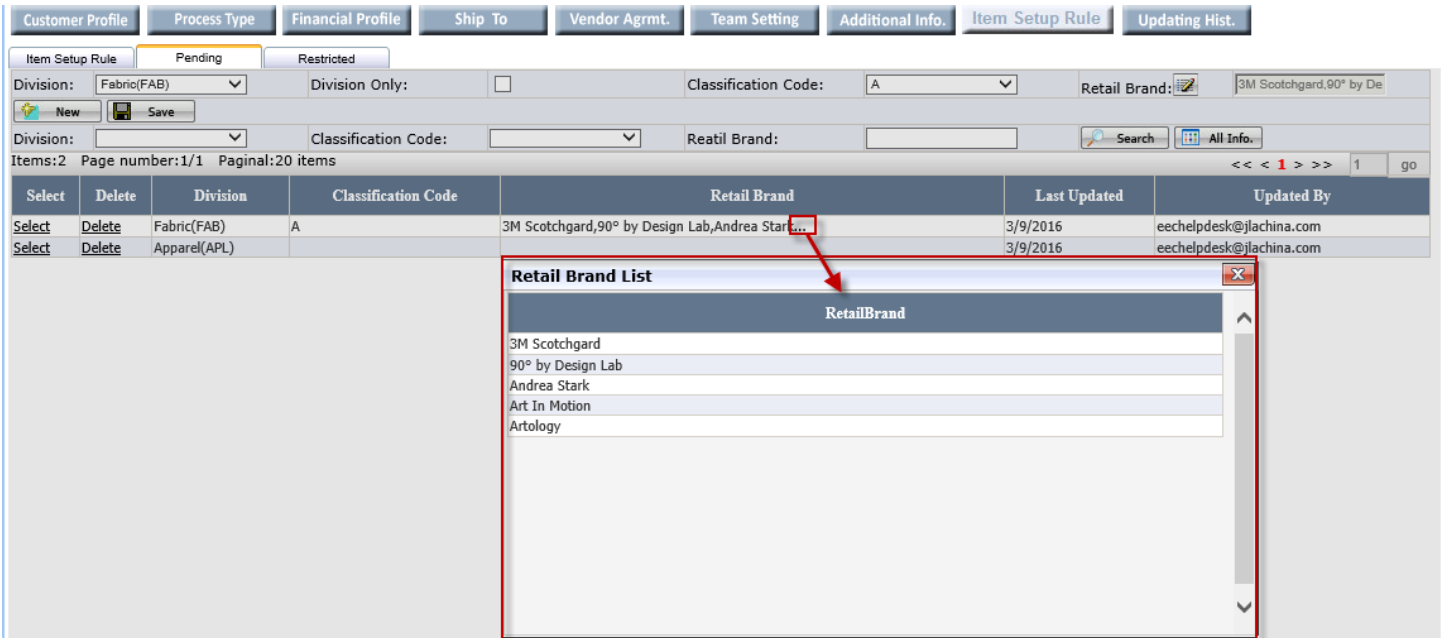 Customer Profile Process Type Financial Profile Ship To Vendor Agrmt. Team Setting Additional Info. Item Setup Rule Updating Hist.
Item Setup Rule Pending Restricted
Division: Fabric(FAB) Division Only: Classification Code: A Retail Brand: 3M Scotchgard,90° by De
New Save
Division: Classification Code: Reatil Brand: Search All Info.
Items:2 Page number:1/1 Paginal:20 items << < 1 > >> 1 go
Select Delete Division Classification Code Retail Brand Last Updated Updated By
Select Delete Fabric(FAB) A 3M Scotchgard,90° by Design Lab,Andrea Stark... 3/9/2016 eechelpdesk@jlachina.com
Select Delete Apparel(APL) 3/9/2016 eechelpdesk@jlachina.com
Retail Brand List
RetailBrand
3M Scotchgard
90° by Design Lab
Andrea Stark
Art In Motion
Artology